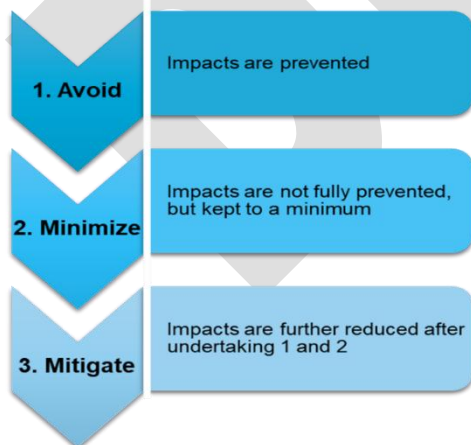 1. Avoid
Impacts are prevented
2. Minimize
Impacts are not fully prevented,
but kept to a minimum
3. Mitigate
Impacts are further reduced after
undertaking 1 and 2